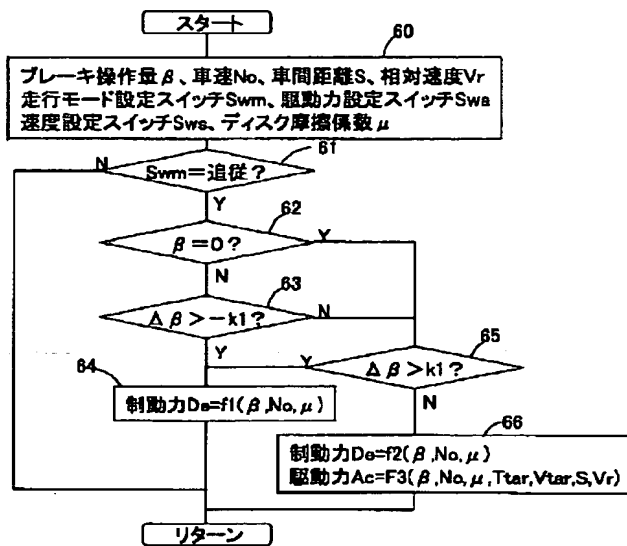 スタート
60
ブレーキ操作量β、車速No、車間距離S、相対速度Vr
走行モード設定スイッチSwm、駆動力設定スイッチSwa
速度設定スイッチSws、ディスク摩擦係数μ
61
N
Swm=追従?
Y
62
β=0?
Y
N
63
Δβ>-k1?
N
Y
65
Y
Δβ>k1?
N
64
制動力De=f1(β,No,μ)
66
制動力De=f2(β,No,μ)
駆動力Ac=F3(β,No,μ,Ttar,Vtar,S,Vr)
リターン